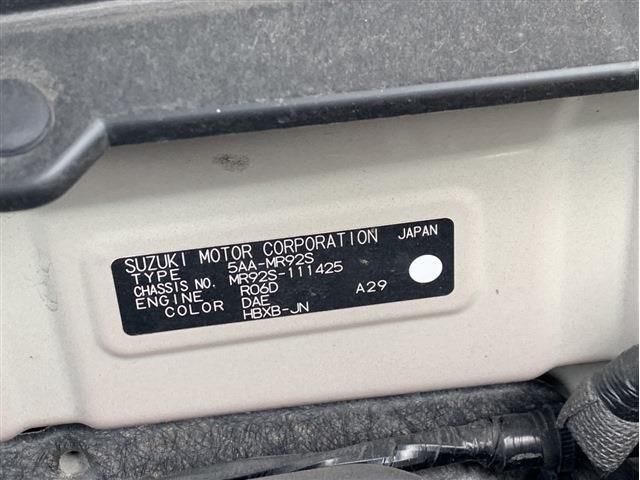 SUZUKI MOTOR CORPORATION JAPAN
TYPE 5AA-MR92S
CHASSIS NO. MR92S-111425
ENGINE R06D A29
COLOR DAE
HBXB-JN